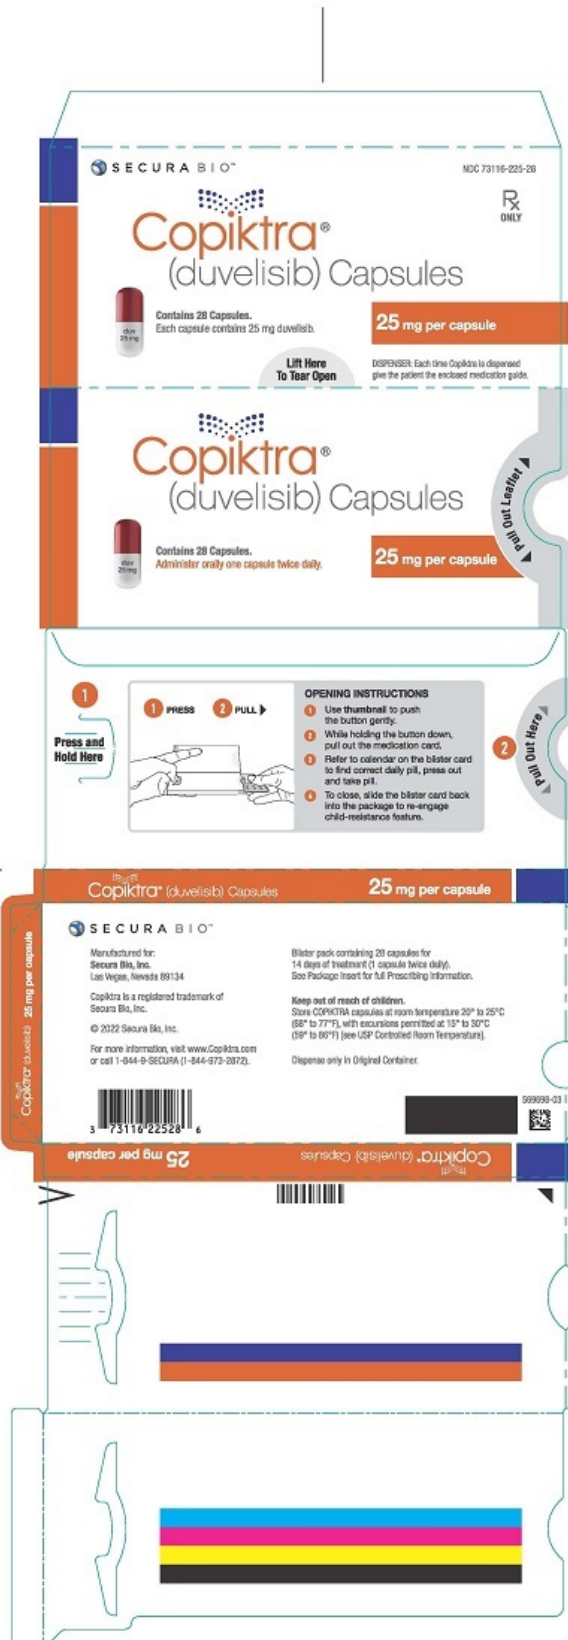 SECURA BIO™
NDC 73116-225-28
Rx
ONLY
Copiktra®
(duvelisib) Capsules
duv
25 mg
Contains 28 Capsules.
Each capsule contains 25 mg duvelisib.
25 mg per capsule
Lift Here
To Tear Open
DISPENSER: Each time Copiktra is dispensed
give the patient the enclosed medication guide.
Copiktra®
(duvelisib) Capsules
duv
25 mg
Contains 28 Capsules.
Administer orally one capsule twice daily.
25 mg per capsule
Pull Out Leaflet
1
Press and
Hold Here
1 PRESS
2 PULL
OPENING INSTRUCTIONS
1 Use thumbnail to push
the button gently.
2 While holding the button down,
pull out the medication card.
3 Refer to calendar on the blister card
to find correct daily pill, press out
and take pill.
4 To close, slide the blister card back
into the package to re-engage
child-resistance feature.
2
Pull Out Here
Copiktra® (duvelisib) Capsules
25 mg per capsule
Copiktra® (duvelisib) 25 mg per capsule
SECURA BIO™
Manufactured for:
Secura Bio, Inc.
Las Vegas, Nevada 89134
Copiktra is a registered trademark of
Secura Bio, Inc.
© 2022 Secura Bio, Inc.
For more information, visit www.Copiktra.com
or call 1-844-9-SECURA (1-844-973-2872).
Blister pack containing 28 capsules for
14 days of treatment (1 capsule twice daily).
See Package Insert for full Prescribing Information.
Keep out of reach of children.
Store COPIKTRA capsules at room temperature 20° to 25°C
(68° to 77°F), with excursions permitted at 15° to 30°C
(59° to 86°F) [see USP Controlled Room Temperature].
Dispense only in Original Container.
3 73116 22528 6
569698-03
Copiktra® (duvelisib) Capsules
25 mg per capsule